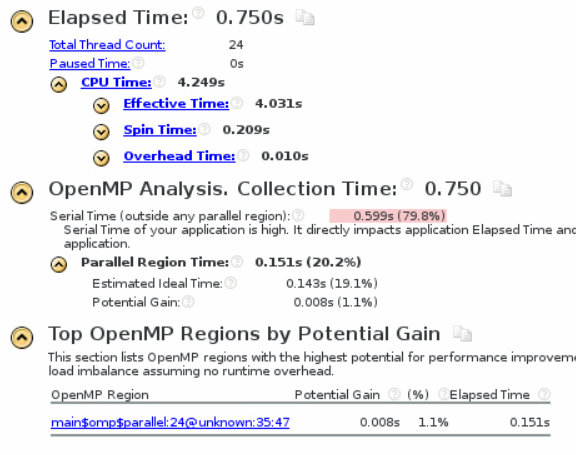 Elapsed Time: 0.750s
Total Thread Count: 24
Paused Time: 0s
CPU Time: 4.249s
Effective Time: 4.031s
Spin Time: 0.209s
Overhead Time: 0.010s
OpenMP Analysis. Collection Time: 0.750
Serial Time (outside any parallel region): 0.599s (79.8%)
Serial Time of your application is high. It directly impacts application Elapsed Time and
application.
Parallel Region Time: 0.151s (20.2%)
Estimated Ideal Time: 0.143s (19.1%)
Potential Gain: 0.008s (1.1%)
Top OpenMP Regions by Potential Gain
This section lists OpenMP regions with the highest potential for performance improveme
load imbalance assuming no runtime overhead.
OpenMP Region Potential Gain (%) Elapsed Time
main$omp$parallel:24@unknown:35:47 0.008s 1.1% 0.151s